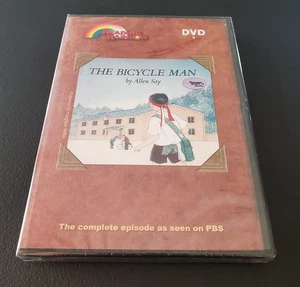 DVD
THE BICYCLE MAN
by Allen Say
The complete episode as seen on PBS